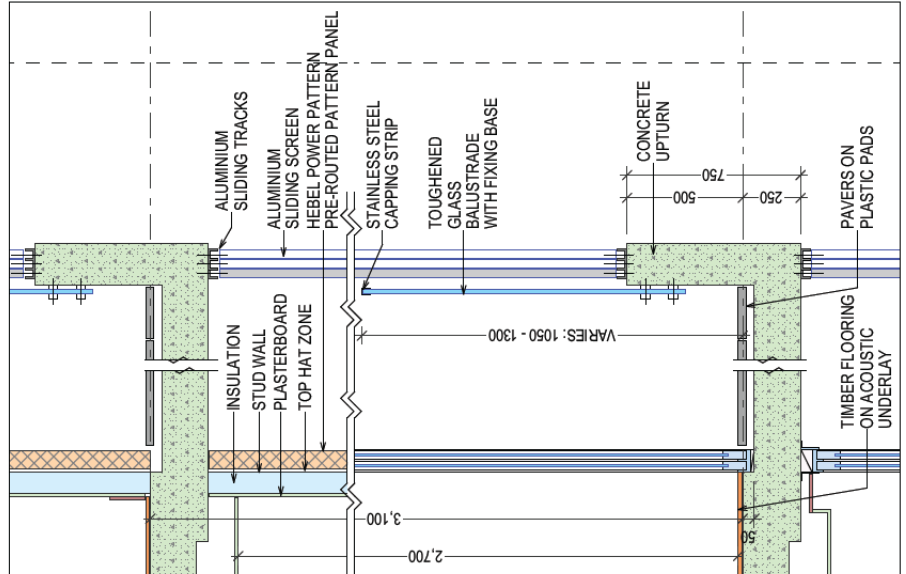 ALUMINIUM
SLIDING TRACKS
ALUMINIUM
SLIDING SCREEN
HEBEL POWER PATTERN
PRE-ROUTED PATTERN PANEL
STAINLESS STEEL
CAPPING STRIP
TOUGHENED
GLASS
BALUSTRADE
WITH FIXING BASE
CONCRETE
UPTURN
750
500
250
PAVERS ON
PLASTIC PADS
INSULATION
STUD WALL
PLASTERBOARD
TOP HAT ZONE
VARIES: 1050 - 1300
TIMBER FLOORING
ON ACOUSTIC
UNDERLAY
3,100
50
2,700